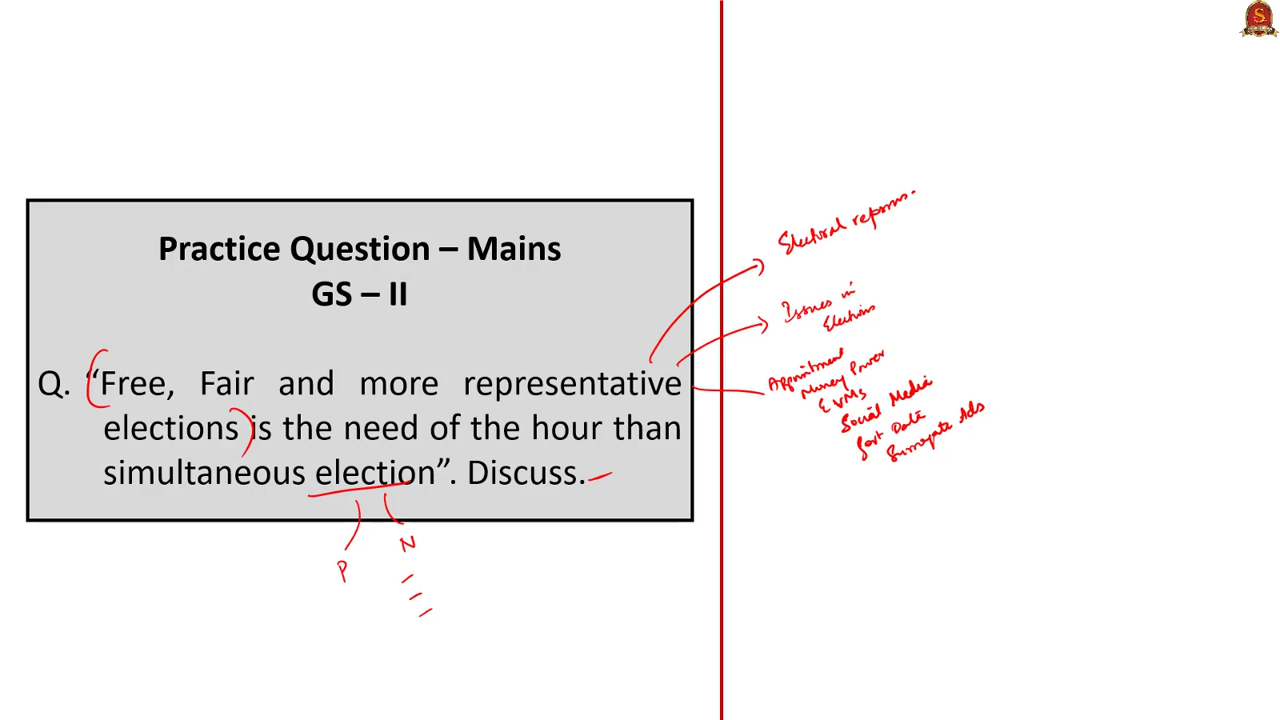 Practice Question – Mains
GS – II
Q. “Free, Fair and more representative
elections is the need of the hour than
simultaneous election”. Discuss.
P
N
Electoral reforms.
Issues in
Elections
Appointment
Money Power
EVMs
Social Media
Govt Data
Surrogate Ads
S